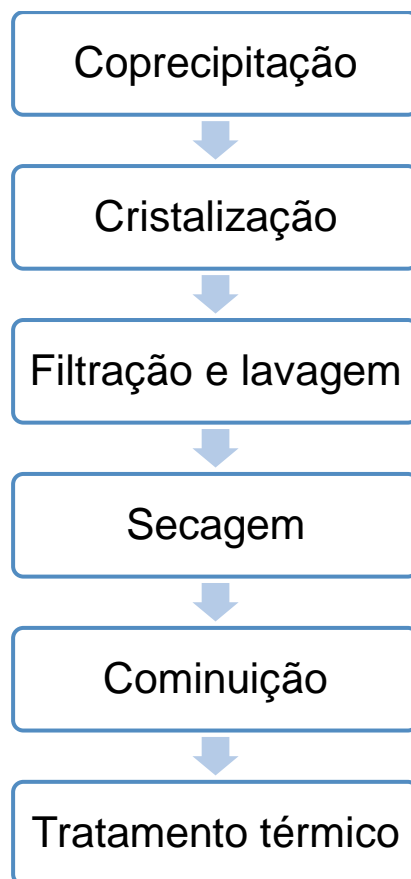 Coprecipitação
Cristalização
Filtração e lavagem
Secagem
Cominuição
Tratamento térmico